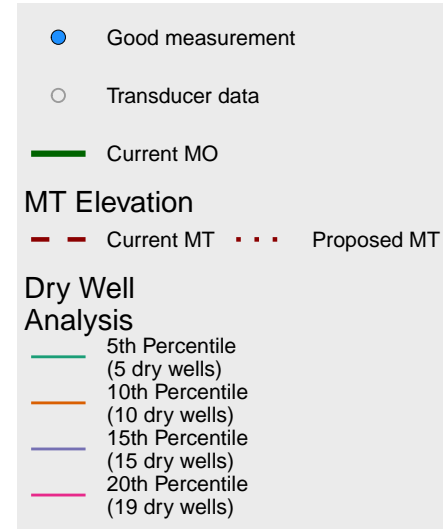 Good measurement
Transducer data
Current MO
MT Elevation
Current MT Proposed MT
Dry Well
Analysis
5th Percentile
(5 dry wells)
10th Percentile
(10 dry wells)
15th Percentile
(15 dry wells)
20th Percentile
(19 dry wells)